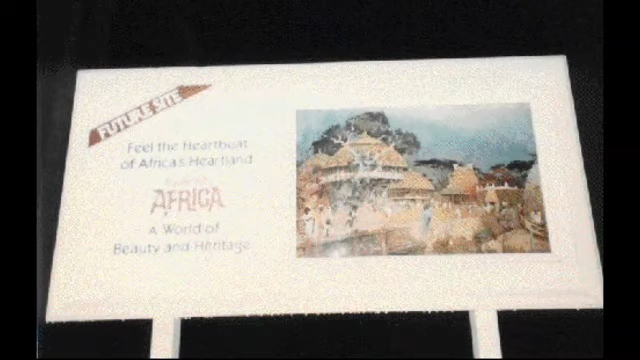 FUTURE SITE
Feel the Heartbeat
of Africa's Heartland
AFRICA
A World of
Beauty and Heritage